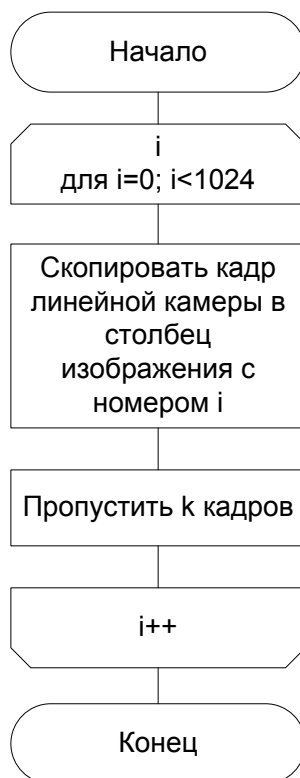 Начало
i
для i=0; i<1024
Скопировать кадр
линейной камеры в
столбец
изображения с
номером i
Пропустить k кадров
i++
Конец